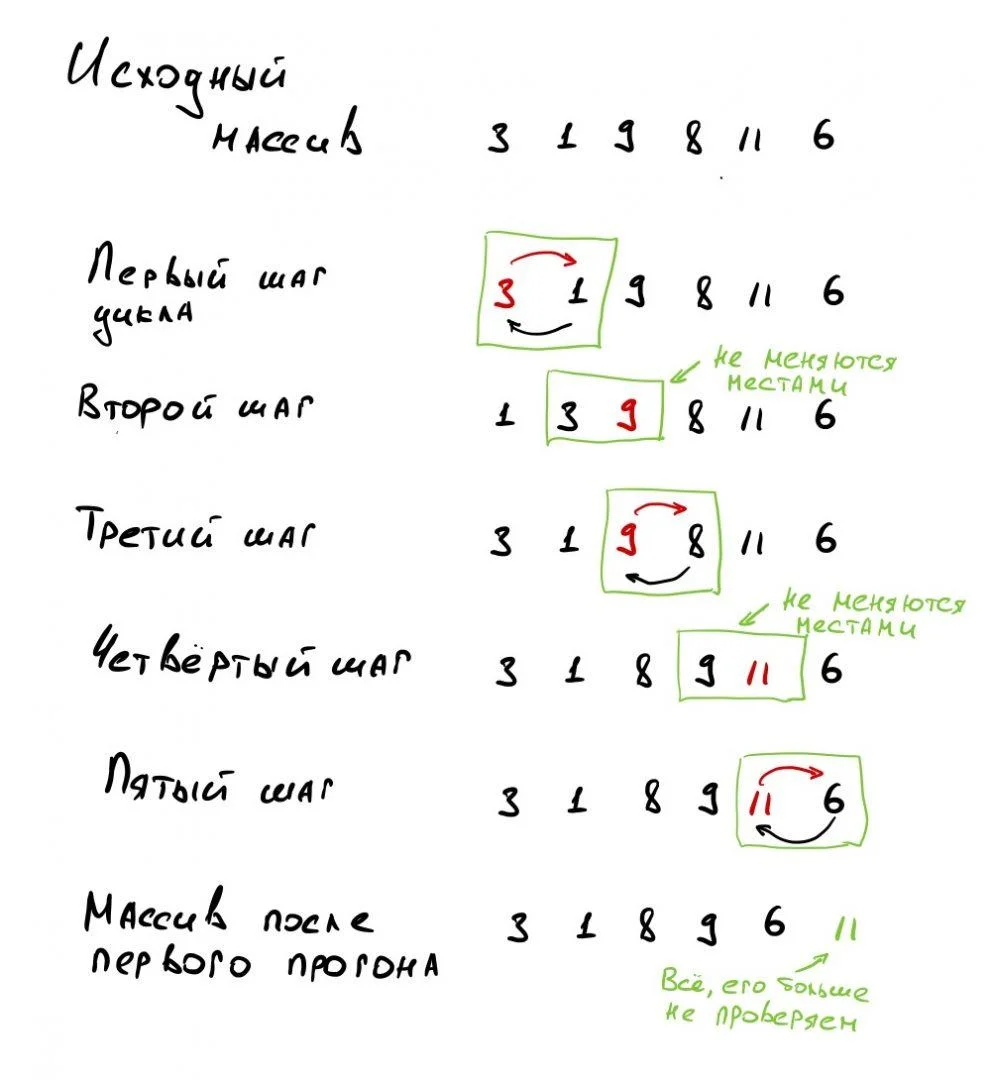 Исходный
массив 3 1 9 8 11 6
Первый шаг
цикла 3 1 9 8 11 6
не меняются
местами
Второй шаг 1 3 9 8 11 6
Третий шаг 3 1 9 8 11 6
не меняются
местами
Четвёртый шаг 3 1 8 9 11 6
Пятый шаг 3 1 8 9 11 6
Массив после
первого прогона 3 1 8 9 6 11
Всё, его больше
не проверяем